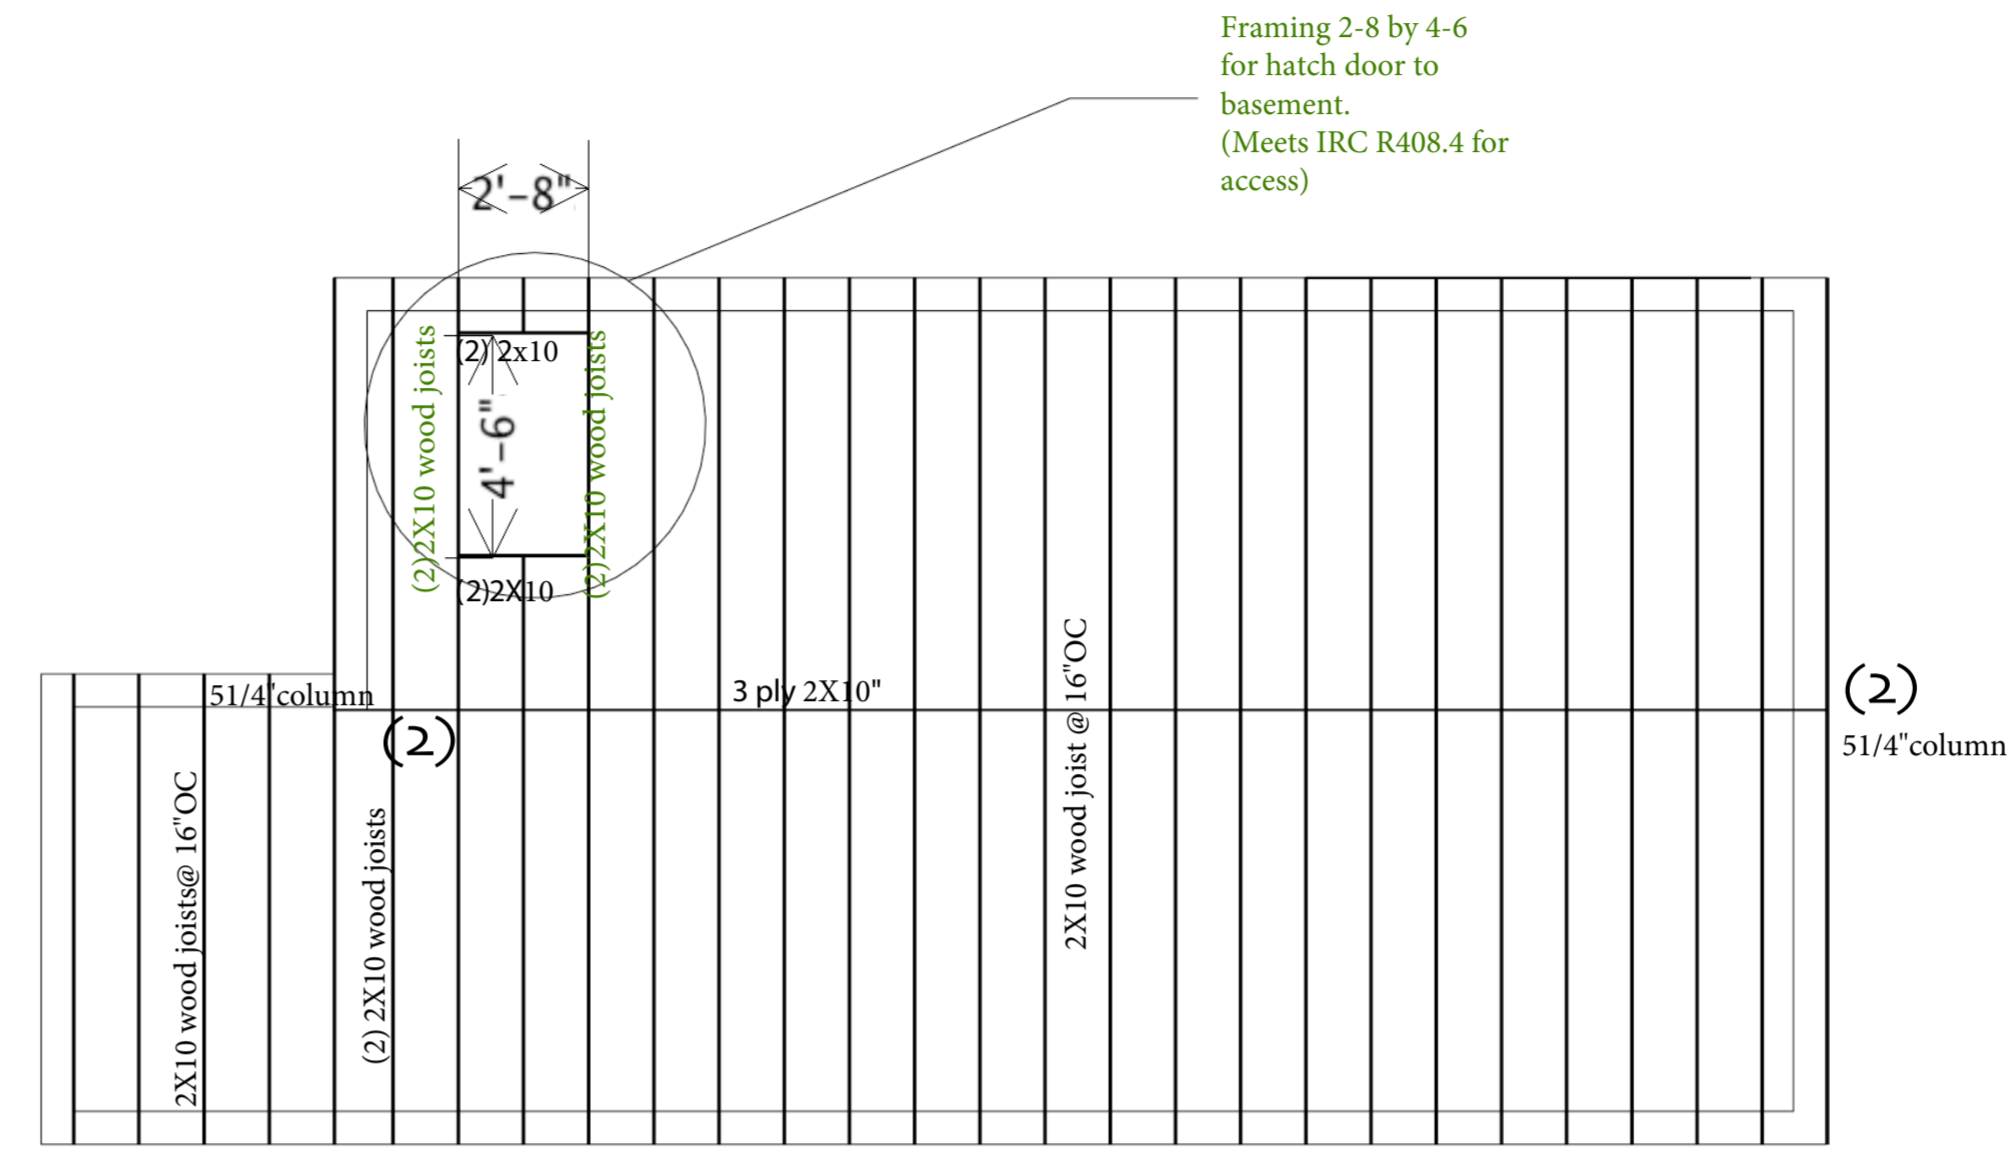 Framing 2-8 by 4-6
for hatch door to
basement.
(Meets IRC R408.4 for
access)
2'-8"
(2) 2x10
(2)2X10 wood joists
4'-6"
(2)2X10 wood joists
(2)2X10
51/4"column
(2)
3 ply 2X10"
2X10 wood joist @ 16"OC
(2)
51/4"column
2X10 wood joists@ 16"OC
(2) 2X10 wood joists